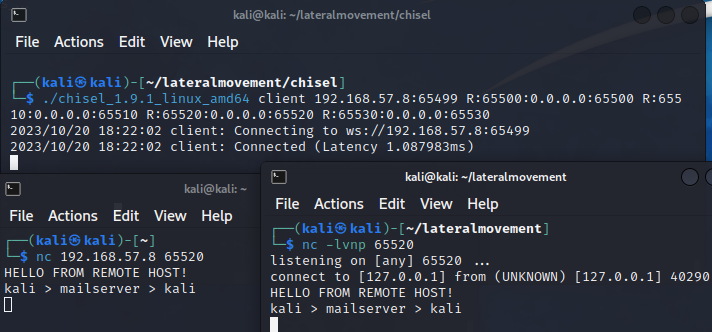 kali@kali: ~/lateralmovement/chisel
File Actions Edit View Help
┌──(kali㉿kali)-[~/lateralmovement/chisel]
└─$ ./chisel_1.9.1_linux_amd64 client 192.168.57.8:65499 R:65500:0.0.0.0:65500 R:655
10:0.0.0.0:65510 R:65520:0.0.0.0:65520 R:65530:0.0.0.0:65530
2023/10/20 18:22:02 client: Connecting to ws://192.168.57.8:65499
2023/10/20 18:22:02 client: Connected (Latency 1.087983ms)
kali@kali: ~
File Actions Edit View Help
┌──(kali㉿kali)-[~]
└─$ nc 192.168.57.8 65520
HELLO FROM REMOTE HOST!
kali > mailserver > kali
kali@kali: ~/lateralmovement
File Actions Edit View Help
┌──(kali㉿kali)-[~/lateralmovement]
└─$ nc -lvnp 65520
listening on [any] 65520 ...
connect to [127.0.0.1] from (UNKNOWN) [127.0.0.1] 40290
HELLO FROM REMOTE HOST!
kali > mailserver > kali